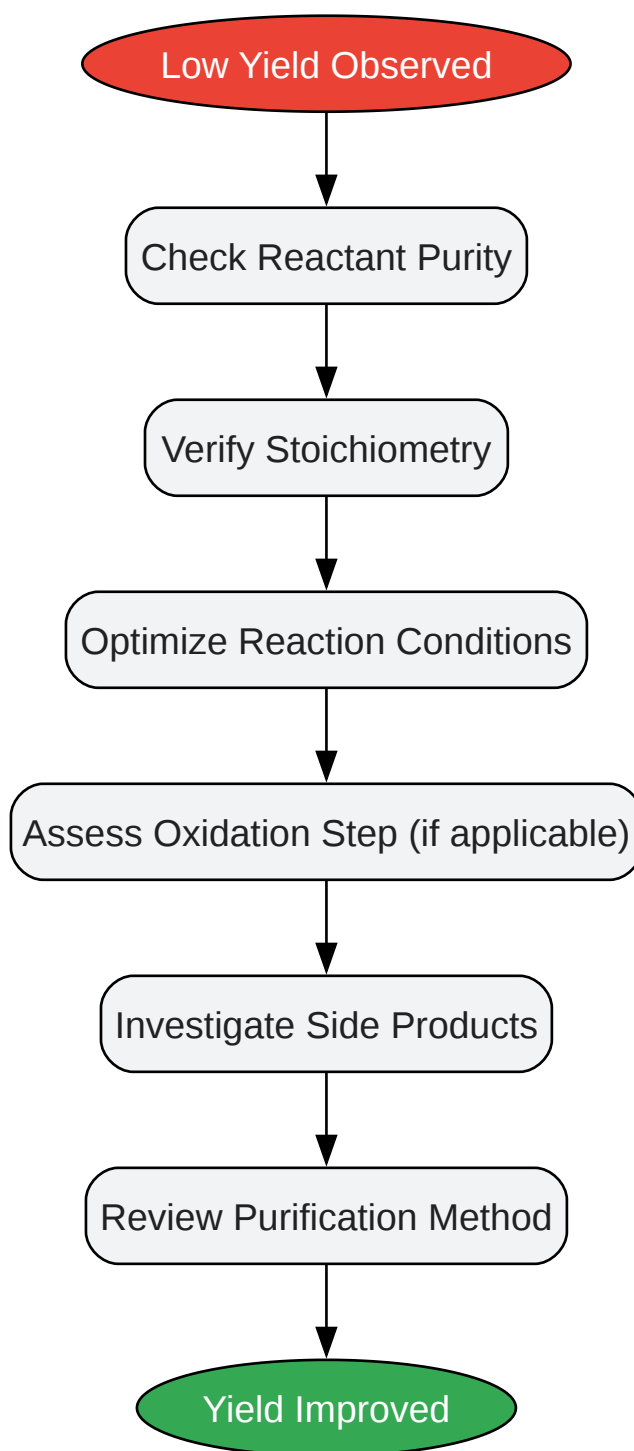 Low Yield Observed
Check Reactant Purity
Verify Stoichiometry
Optimize Reaction Conditions
Assess Oxidation Step (if applicable)
Investigate Side Products
Review Purification Method
Yield Improved